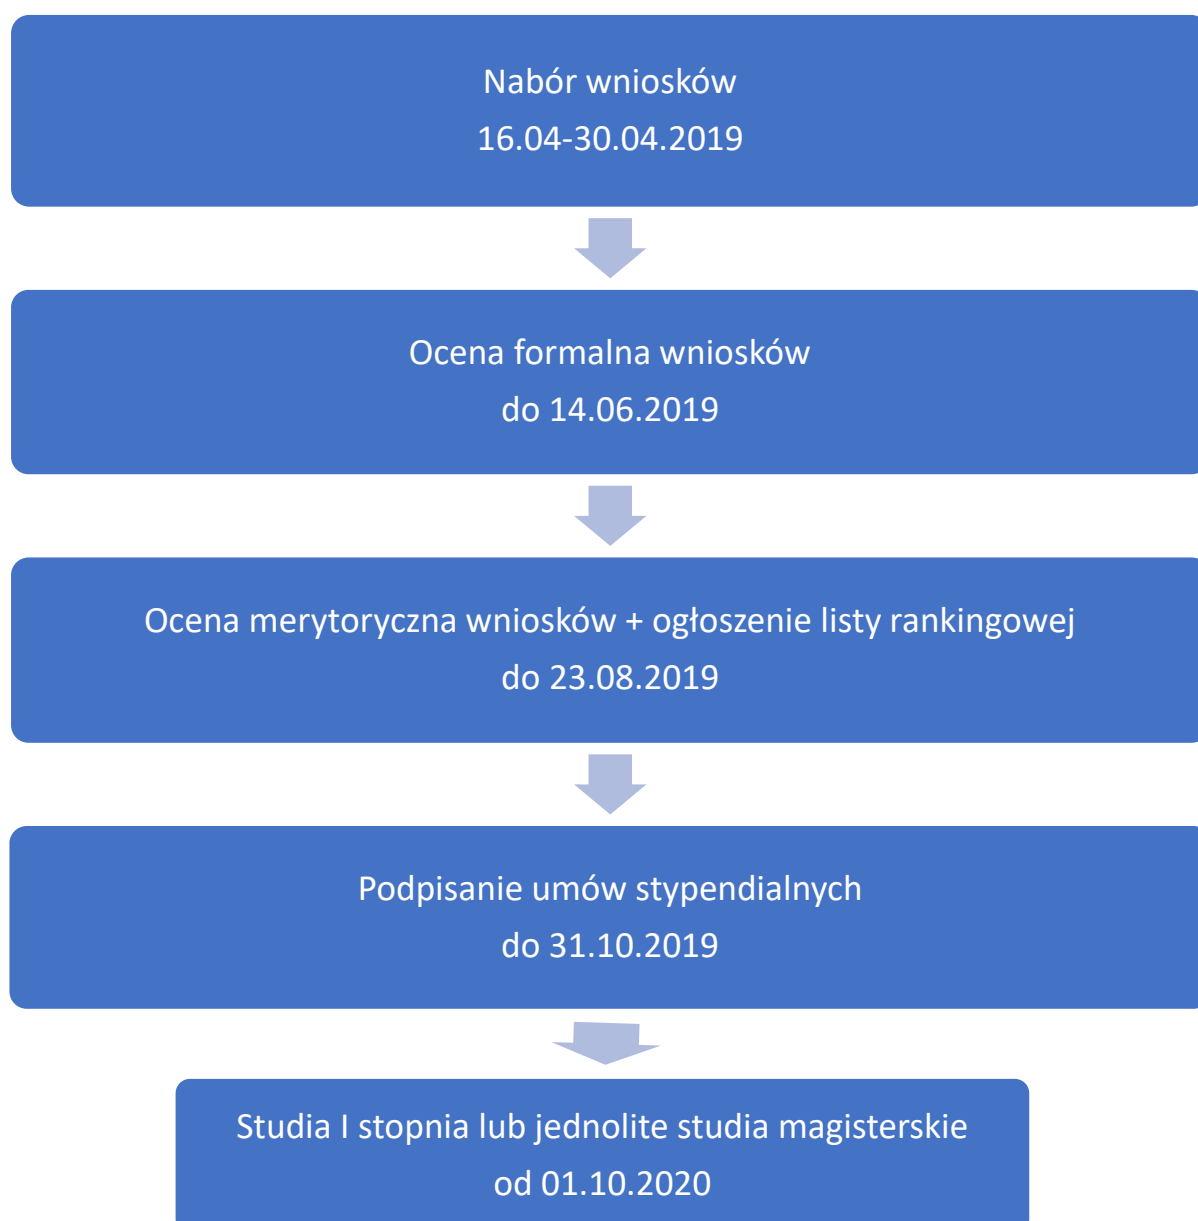 Nabór wniosków
16.04-30.04.2019
Ocena formalna wniosków
do 14.06.2019
Ocena merytoryczna wniosków + ogłoszenie listy rankingowej
do 23.08.2019
Podpisanie umów stypendialnych
do 31.10.2019
Studia I stopnia lub jednolite studia magisterskie
od 01.10.2020